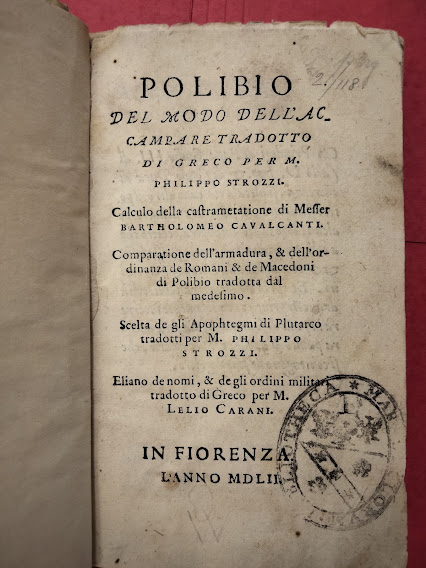 POLIBIO
DEL MODO DELL'AC-
CAMPARE TRADOTTO
DI GRECO PER M.
PHILIPPO STROZZI.
Calculo della castrametatione di Messer
BARTHOLOMEO CAVALCANTI.
Comparatione dell'armadura, & dell'or-
dinanza de Romani & de Macedoni
di Polibio tradotta dal
medesimo.
Scelta de gli Apophtegmi di Plutarco
tradotti per M. PHILIPPO
STROZZI.
Eliano de nomi, & de gli ordini militari
tradotto di Greco per M.
LELIO CARANI.
IN FIORENZA
L'ANNO MDLII